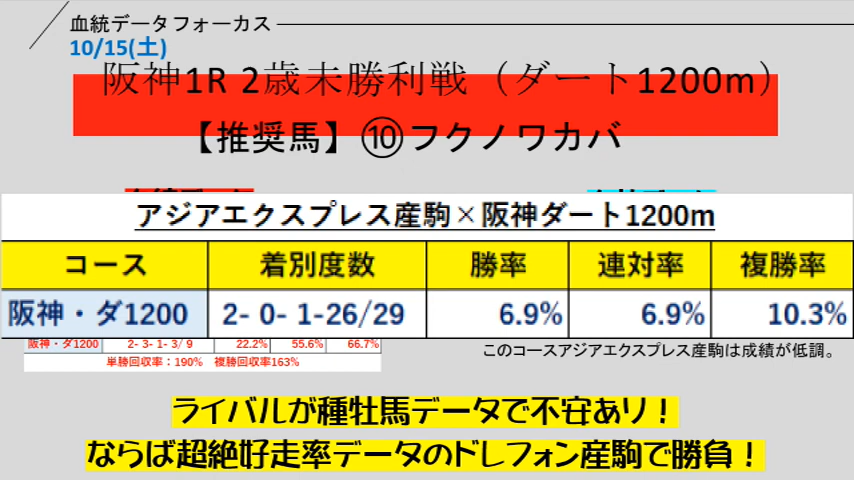 血統データフォーカス
10/15(土)
阪神1R 2歳未勝利戦（ダート1200m）
【推奨馬】⑩フクノワカバ
アジアエクスプレス産駒×阪神ダート1200m
コース 着別度数 勝率 連対率 複勝率
阪神・ダ1200 2- 0- 1-26/29 6.9% 6.9% 10.3%
阪神・ダ1200 2- 3- 1- 3/ 9 22.2% 55.6% 66.7%
単勝回収率：190% 複勝回収率163%
このコースアジアエクスプレス産駒は成績が低調。
ライバルが種牡馬データで不安あり！
ならば超絶好走率データのドレフォン産駒で勝負！